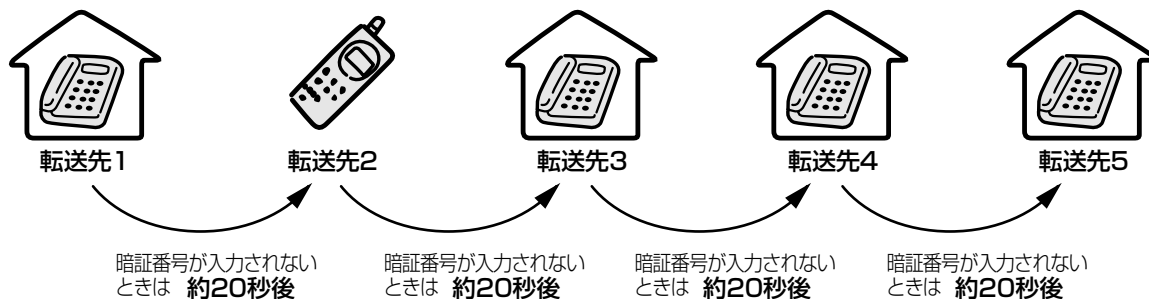 転送先1
転送先2
転送先3
転送先4
転送先5
暗証番号が入力されない
ときは 約20秒後
暗証番号が入力されない
ときは 約20秒後
暗証番号が入力されない
ときは 約20秒後
暗証番号が入力されない
ときは 約20秒後